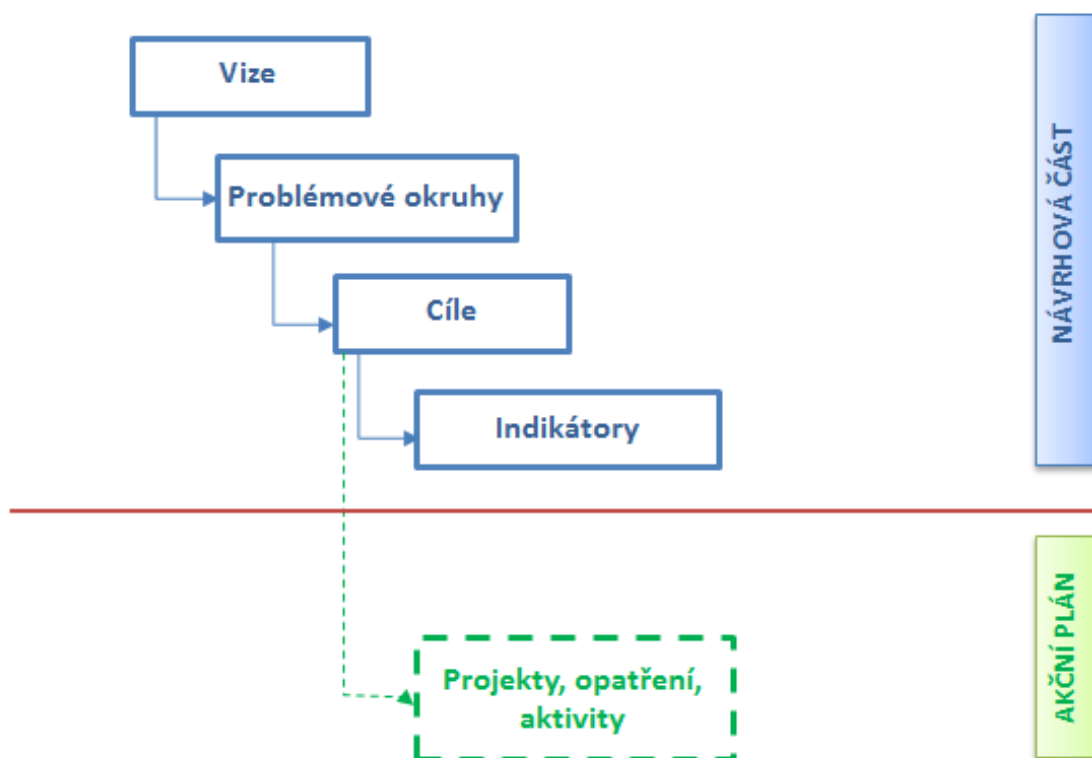 Vize
Problémové okruhy
Cíle
Indikátory
NÁVRHOVÁ ČÁST
Projekty, opatření,
aktivity
AKČNÍ PLÁN